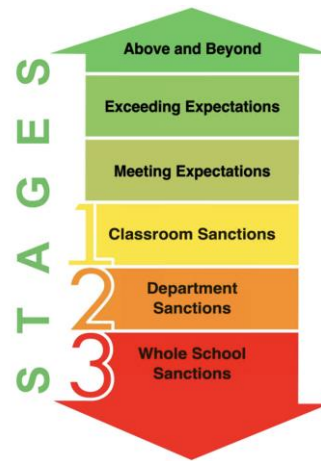 STAGES
Above and Beyond
Exceeding Expectations
Meeting Expectations
1 Classroom Sanctions
2 Department
Sanctions
3 Whole School
Sanctions